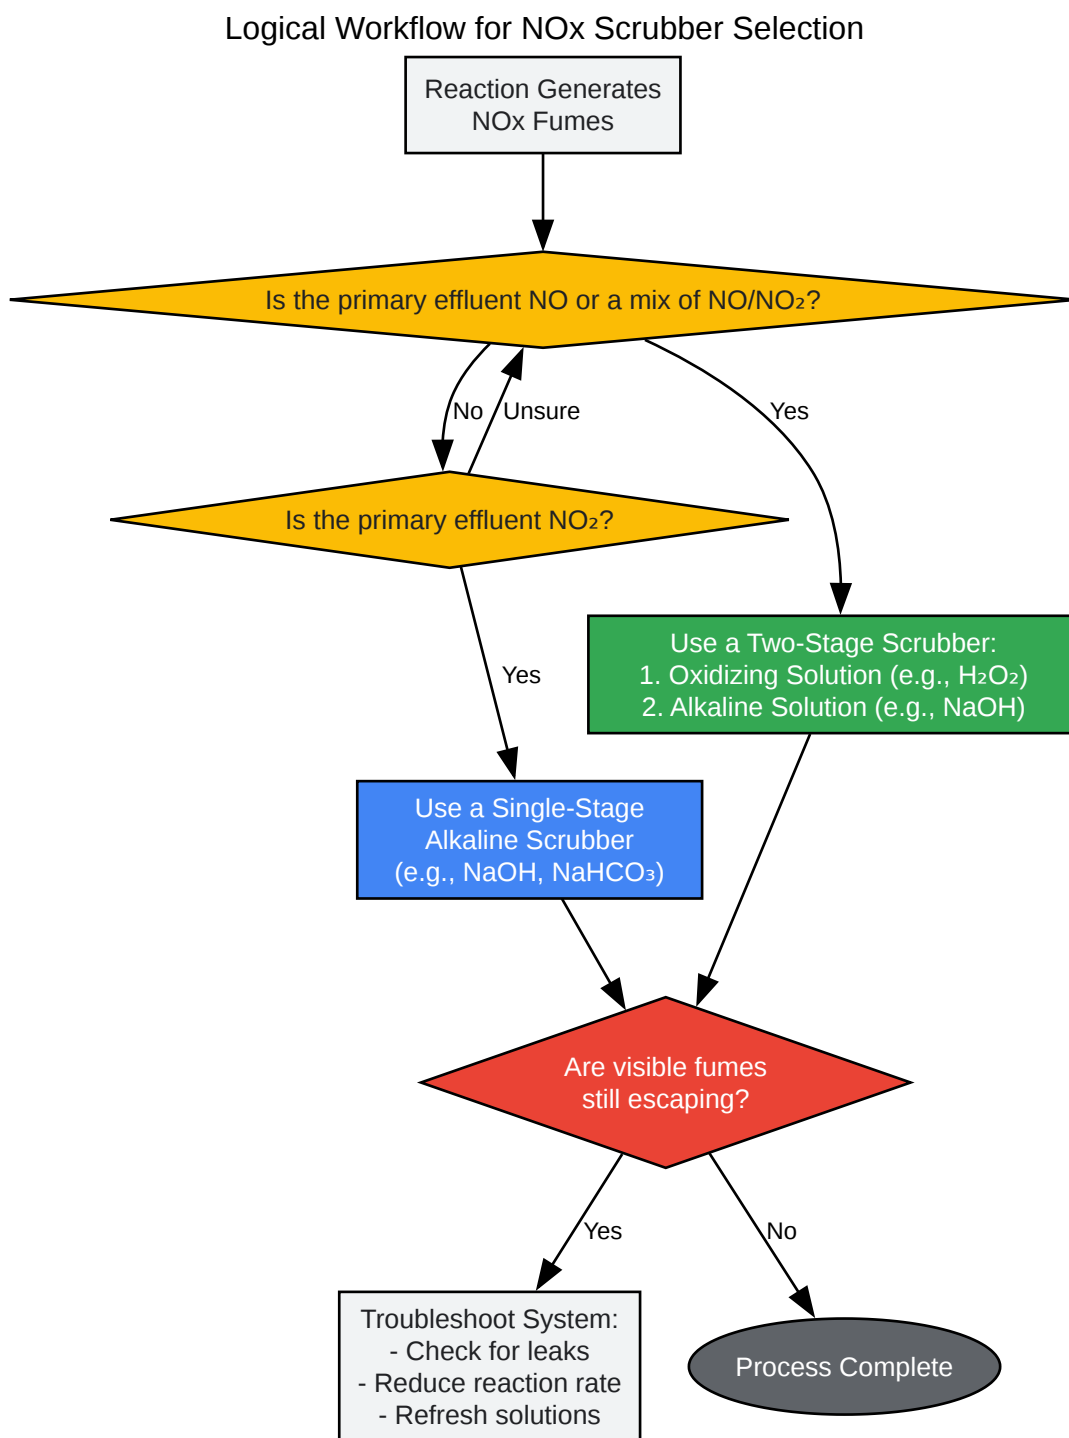 Logical Workflow for NOx Scrubber Selection
Reaction Generates
NOx Fumes
Is the primary effluent NO or a mix of NO/NO₂?
No
Unsure
Yes
Is the primary effluent NO₂?
Yes
Use a Two-Stage Scrubber:
1. Oxidizing Solution (e.g., H₂O₂)
2. Alkaline Solution (e.g., NaOH)
Use a Single-Stage
Alkaline Scrubber
(e.g., NaOH, NaHCO₃)
Are visible fumes
still escaping?
Yes
No
Troubleshoot System:
- Check for leaks
- Reduce reaction rate
- Refresh solutions
Process Complete